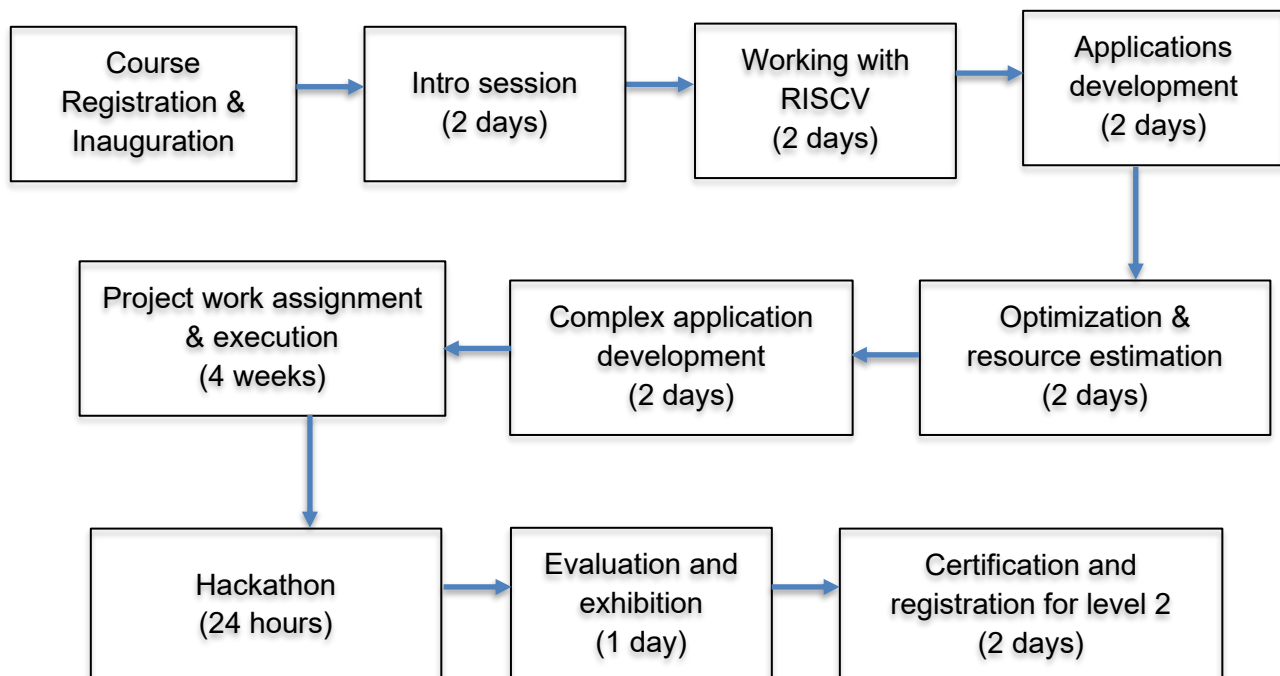 Course
Registration &
Inauguration
Intro session
(2 days)
Working with
RISCV
(2 days)
Applications
development
(2 days)
Optimization &
resource estimation
(2 days)
Complex application
development
(2 days)
Project work assignment
& execution
(4 weeks)
Hackathon
(24 hours)
Evaluation and
exhibition
(1 day)
Certification and
registration for level 2
(2 days)